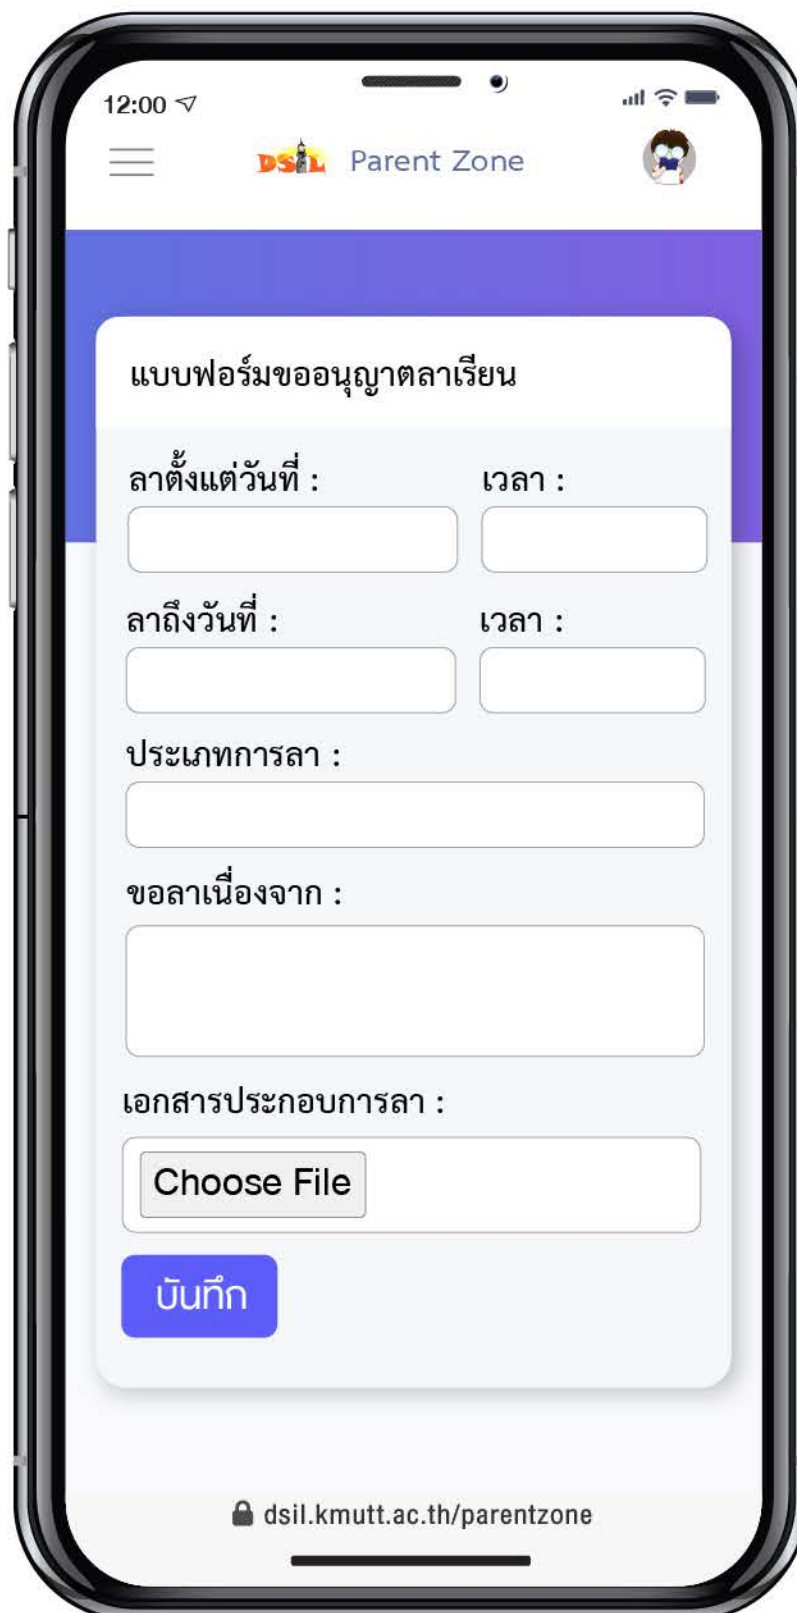 12:00
DSIL Parent Zone
แบบฟอร์มขออนุญาตลาเรียน
ลาตั้งแต่วันที่ : เวลา :
ลาถึงวันที่ : เวลา :
ประเภทการลา :
ขอลาเนื่องจาก :
เอกสารประกอบการลา :
Choose File
บันทึก
dsil.kmutt.ac.th/parentzone